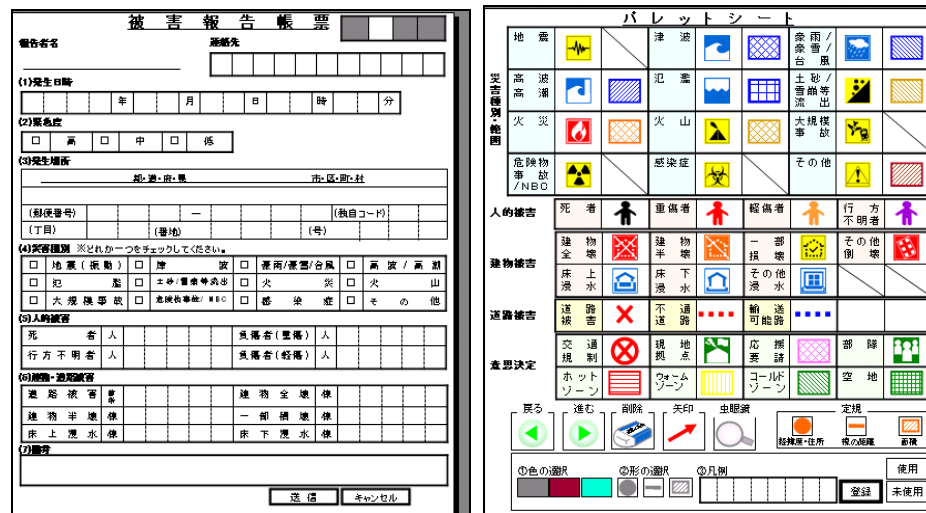 被害報告帳票
報告者名 連絡先
(1)発生日時
年 月 日 時 分
(2)緊急度
□ 高 □ 中 □ 低
(3)発生場所
都・道・府・県 市・区・町・村
(郵便番号) ― (独自コード)
(丁目) (番地) (号)
(4)災害種別 ※どれか一つをチェックしてください。
□ 地震(振動) □ 津波 □ 豪雨/豪雪/台風 □ 高波/高潮
□ 氾濫 □ 土砂/雪崩等流出 □ 火災 □ 火山
□ 大規模事故 □ 危険物事故/NBC □ 感染症 □ その他
(5)人的被害
死者 人 負傷者(重傷) 人
行方不明者 人 負傷者(軽傷) 人
(6)建物・道路被害
道路被害 箇条 建物全壊 棟
建物半壊 棟 一部損壊 棟
床上浸水 棟 床下浸水 棟
(7)備考
送信 キャンセル
パレットシート
災害種別・範囲
地震 津波 豪雨/豪雪/台風
高波高潮 氾濫 土砂/雪崩等流出
火災 火山 大規模事故
危険物事故/NBC 感染症 その他
人的被害 死者 重傷者 軽傷者 行方不明者
建物被害
建物全壊 建物半壊 一部損壊 その他倒壊
床上浸水 床下浸水 その他浸水
道路被害 道路被害 不通道路 輸送可能路
意思決定
交通規制 現地拠点 応援要請 部隊
ホットゾーン ウォームゾーン コールドゾーン 空地
戻る 進む 削除 矢印 虫眼鏡 定規
経緯度・住所 線の距離 面積
①色の選択 ②形の選択 ③凡例 使用
登録 未使用